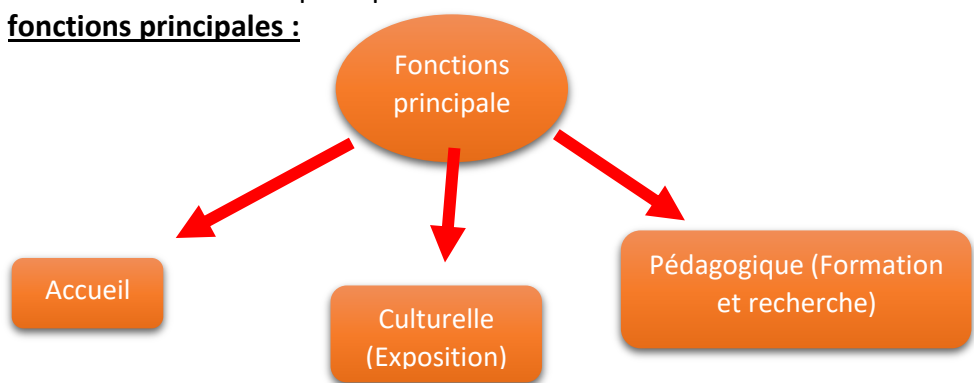 fonctions principales :
Fonctions
principale
Accueil
Culturelle
(Exposition)
Pédagogique (Formation
et recherche)